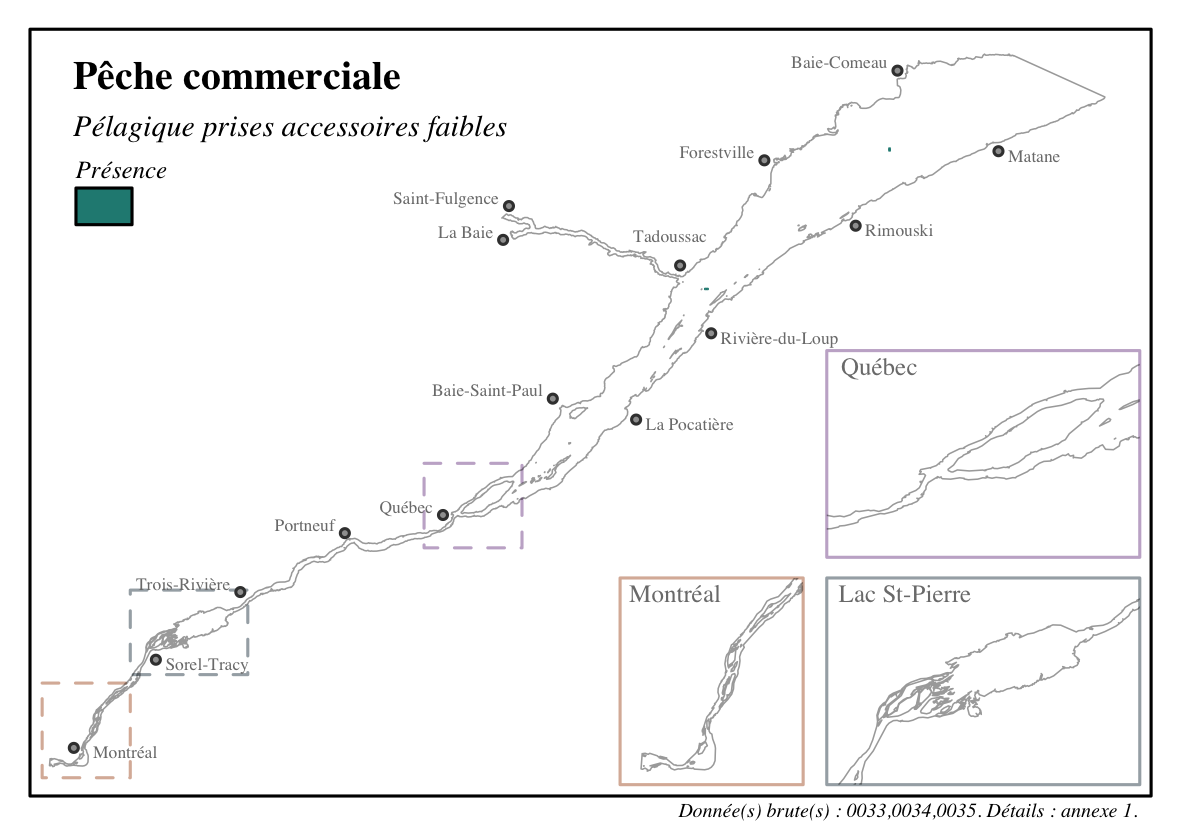 Pêche commerciale
Pélagique prises accessoires faibles
Présence
Baie-Comeau
Forestville
Matane
Saint-Fulgence
La Baie
Tadoussac
Rimouski
Rivière-du-Loup
Baie-Saint-Paul
La Pocatière
Québec
Portneuf
Trois-Rivière
Sorel-Tracy
Montréal
Québec
Montréal
Lac St-Pierre
Donnée(s) brute(s) : 0033,0034,0035. Détails : annexe 1.